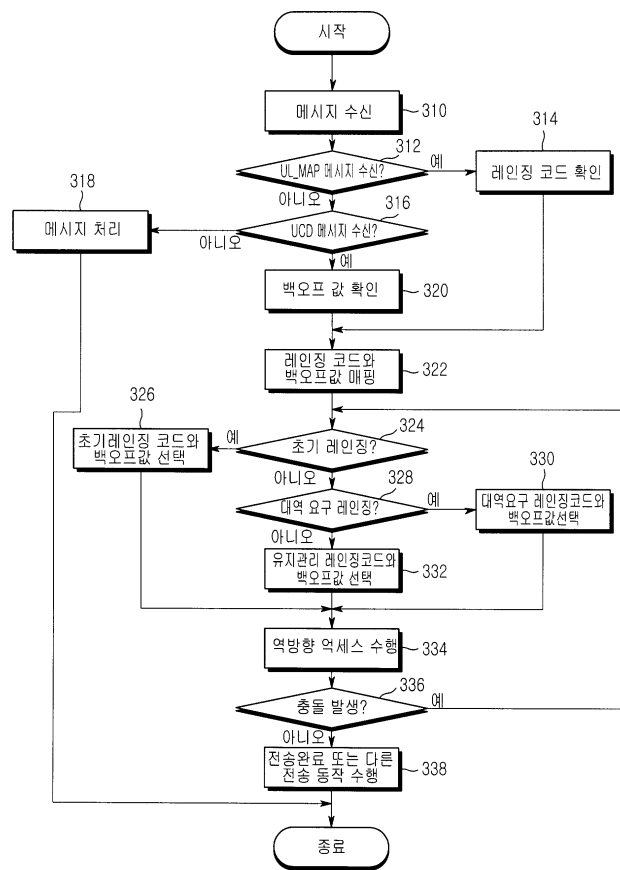 시작
메시지 수신
310
312
UL_MAP 메시지 수신?
예
314
레인징 코드 확인
아니오
316
UCD 메시지 수신?
아니오
318
메시지 처리
예
백오프 값 확인
320
레인징 코드와
백오프값 매핑
322
324
초기 레인징?
예
326
초기레인징 코드와
백오프값 선택
아니오
328
대역 요구 레인징?
예
330
대역요구 레인징코드와
백오프값선택
아니오
유지관리 레인징코드와
백오프값 선택
332
역방향 억세스 수행
334
336
충돌 발생?
예
아니오
전송완료 또는 다른
전송 동작 수행
338
종료